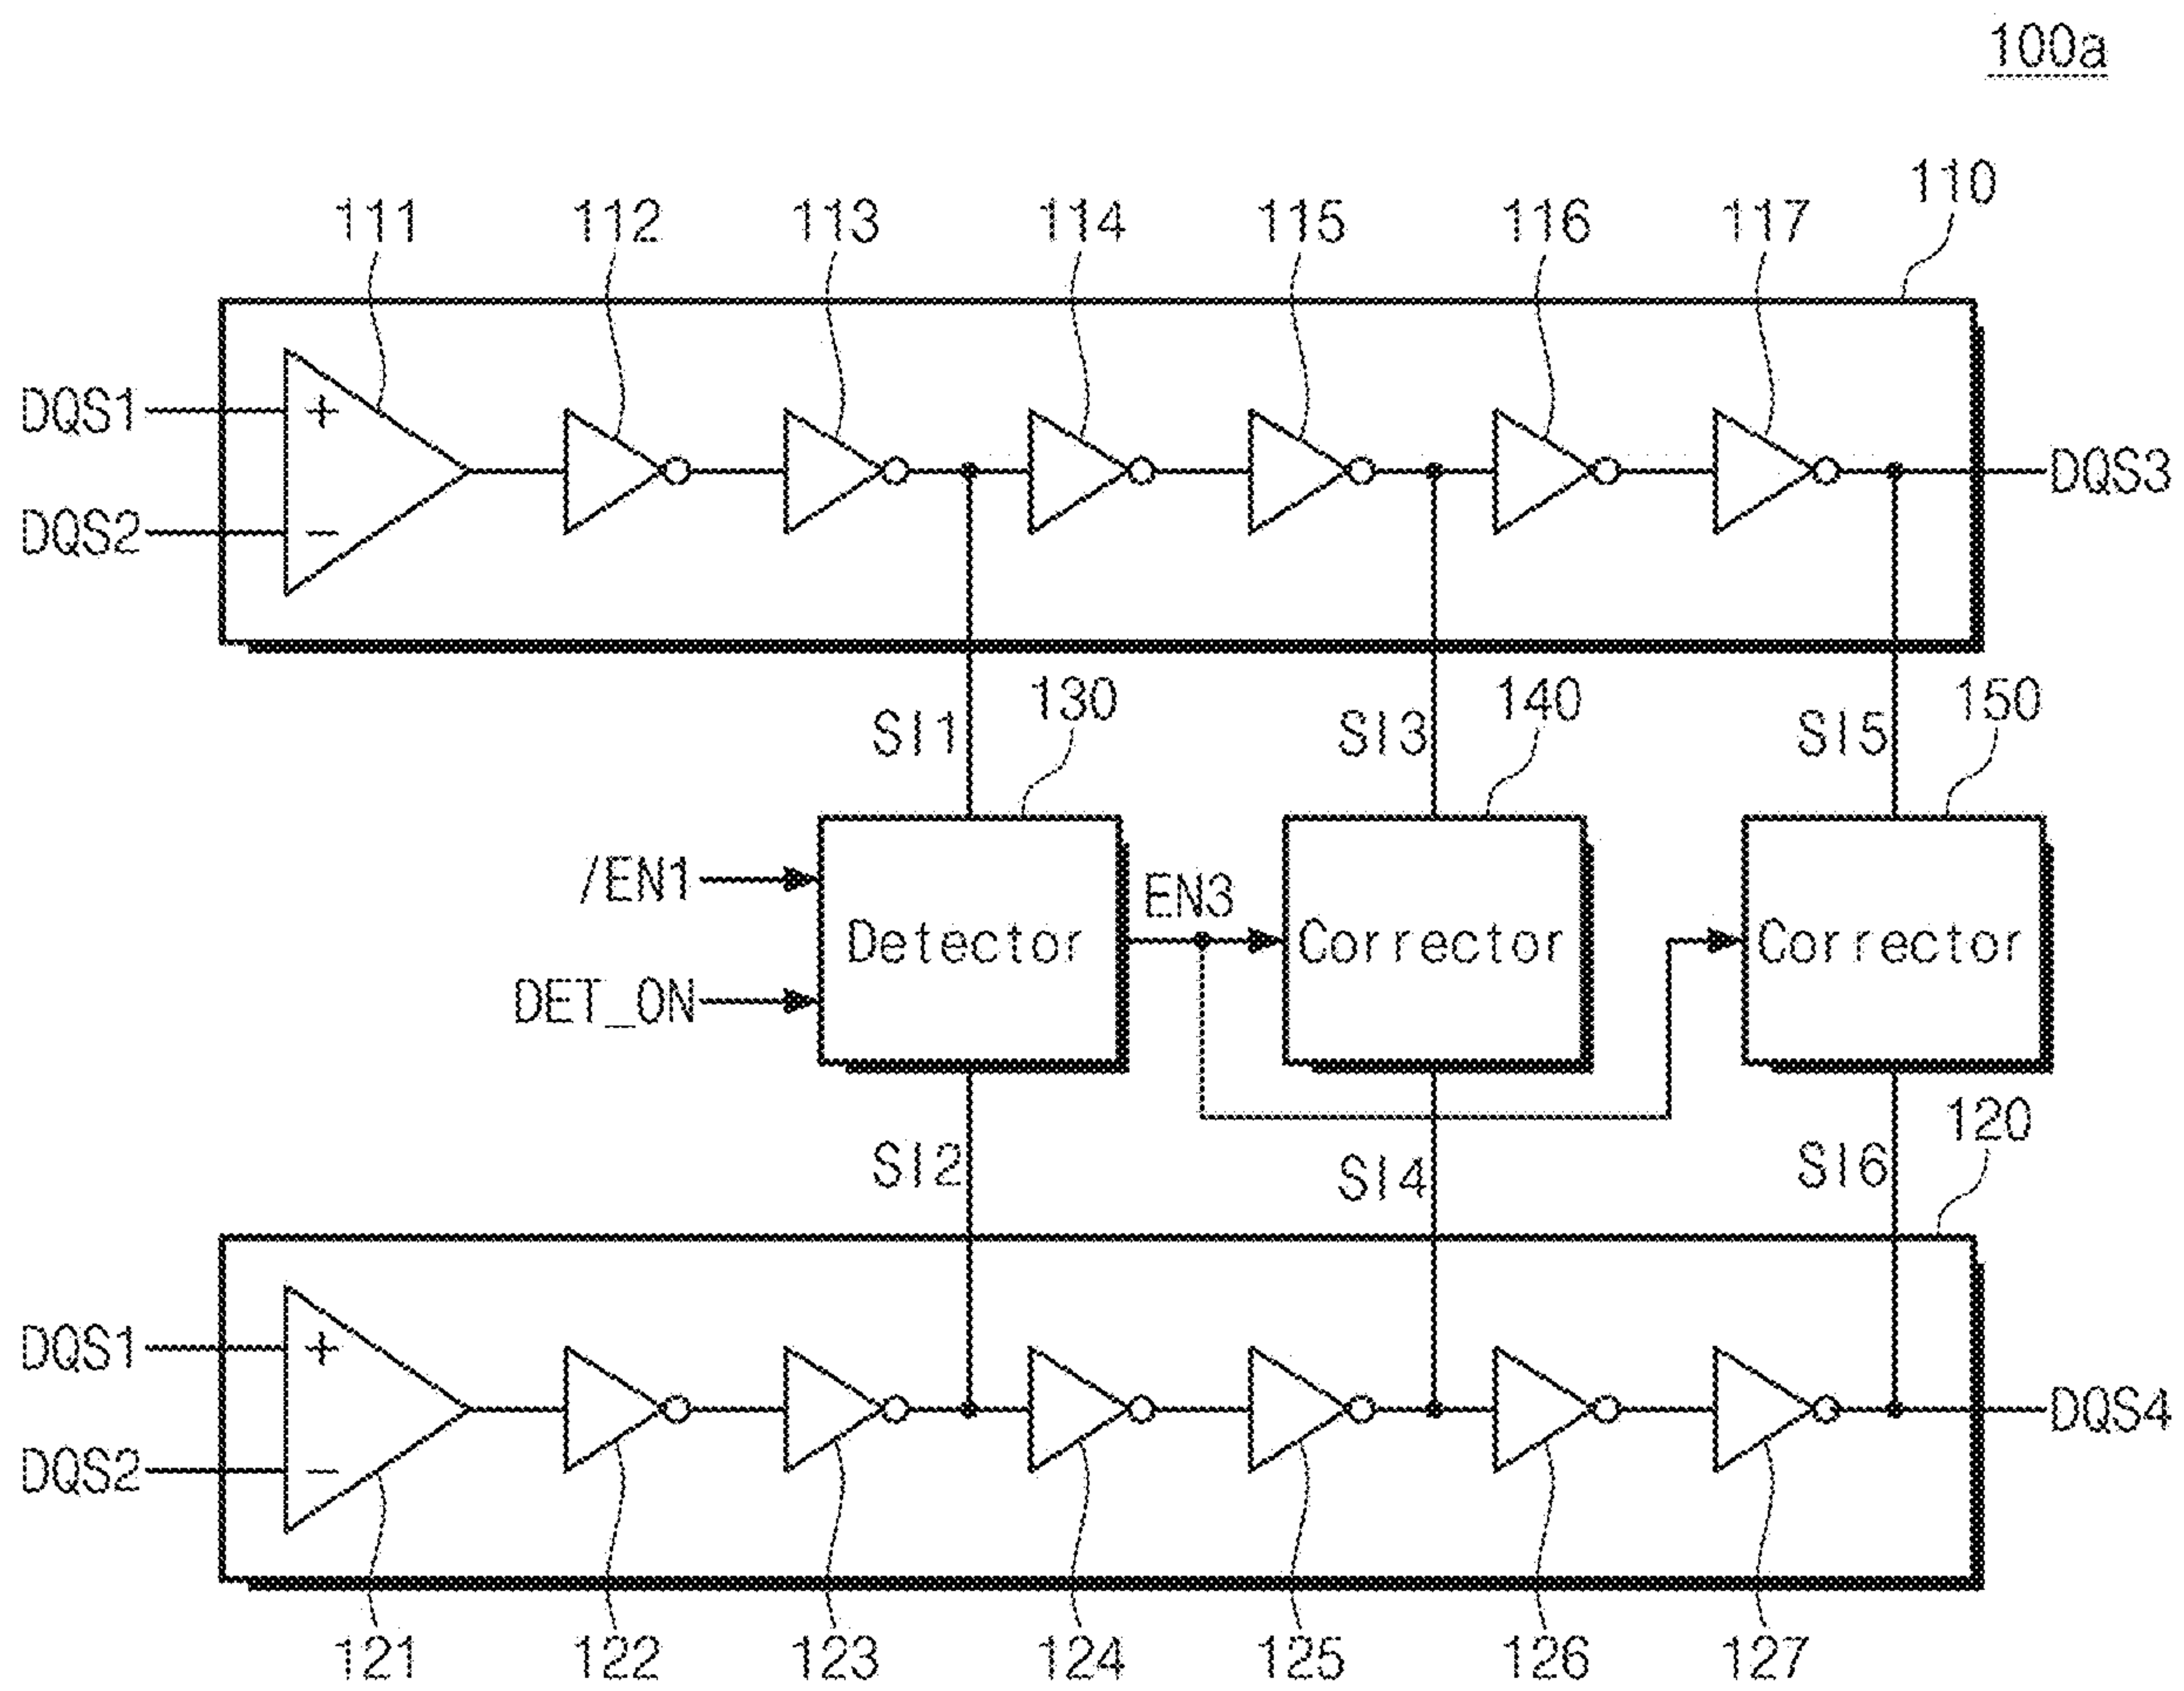 100a
110
111 112 113 114 115 116 117
DQS1
+
DQS3
DQS2
−
130 140 150
SI1 SI3 SI5
/EN1
EN3
Detector Corrector Corrector
DET_ON
120
SI2 SI4 SI6
DQS1
+
DQS4
DQS2
−
121 122 123 124 125 126 127